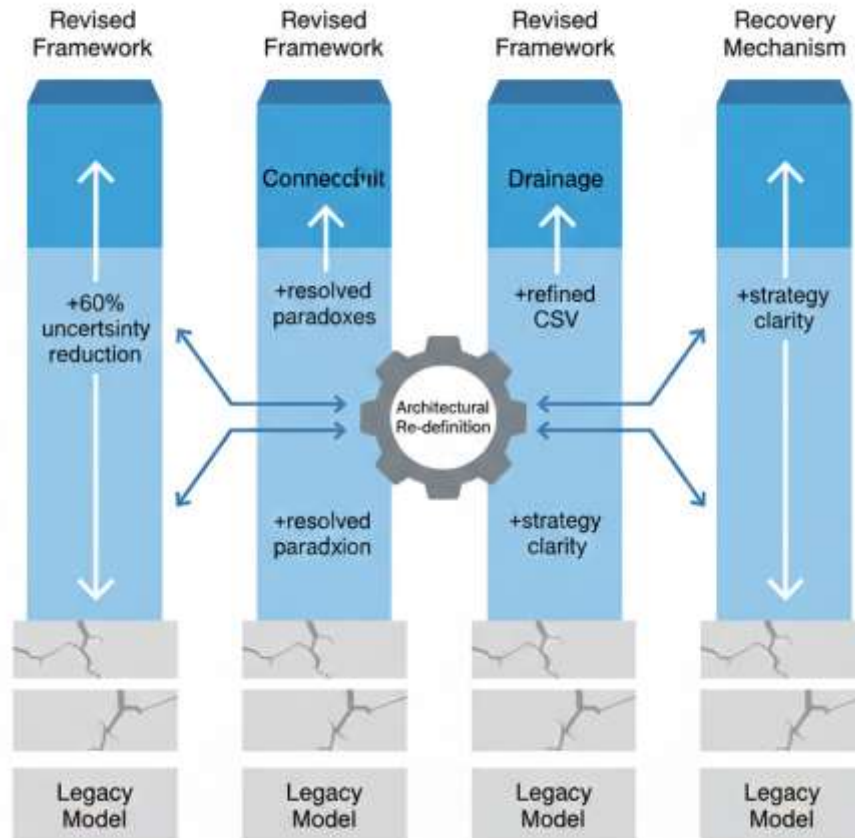 Revised
Framework
Revised
Framework
Revised
Framework
Recovery
Mechanism
Drainage
+60%
uncertsinty
reduction
+resolved
paradoxes
+refined
CSV
+strategy
clarity
Architectural
Re-definition
+resolved
paradxion
+strategy
clarity
Legacy
Model
Legacy
Model
Legacy
Model
Legacy
Model